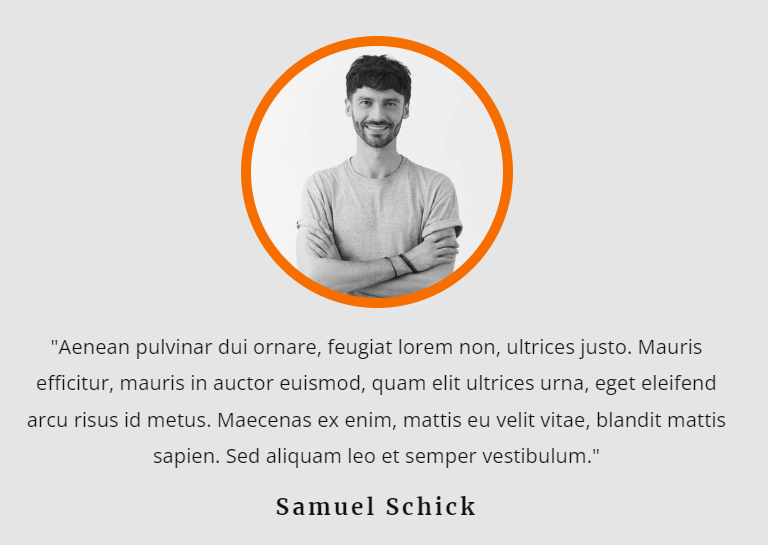 "Aenean pulvinar dui ornare, feugiat lorem non, ultrices justo. Mauris
efficitur, mauris in auctor euismod, quam elit ultrices urna, eget eleifend
arcu risus id metus. Maecenas ex enim, mattis eu velit vitae, blandit mattis
sapien. Sed aliquam leo et semper vestibulum."
Samuel Schick